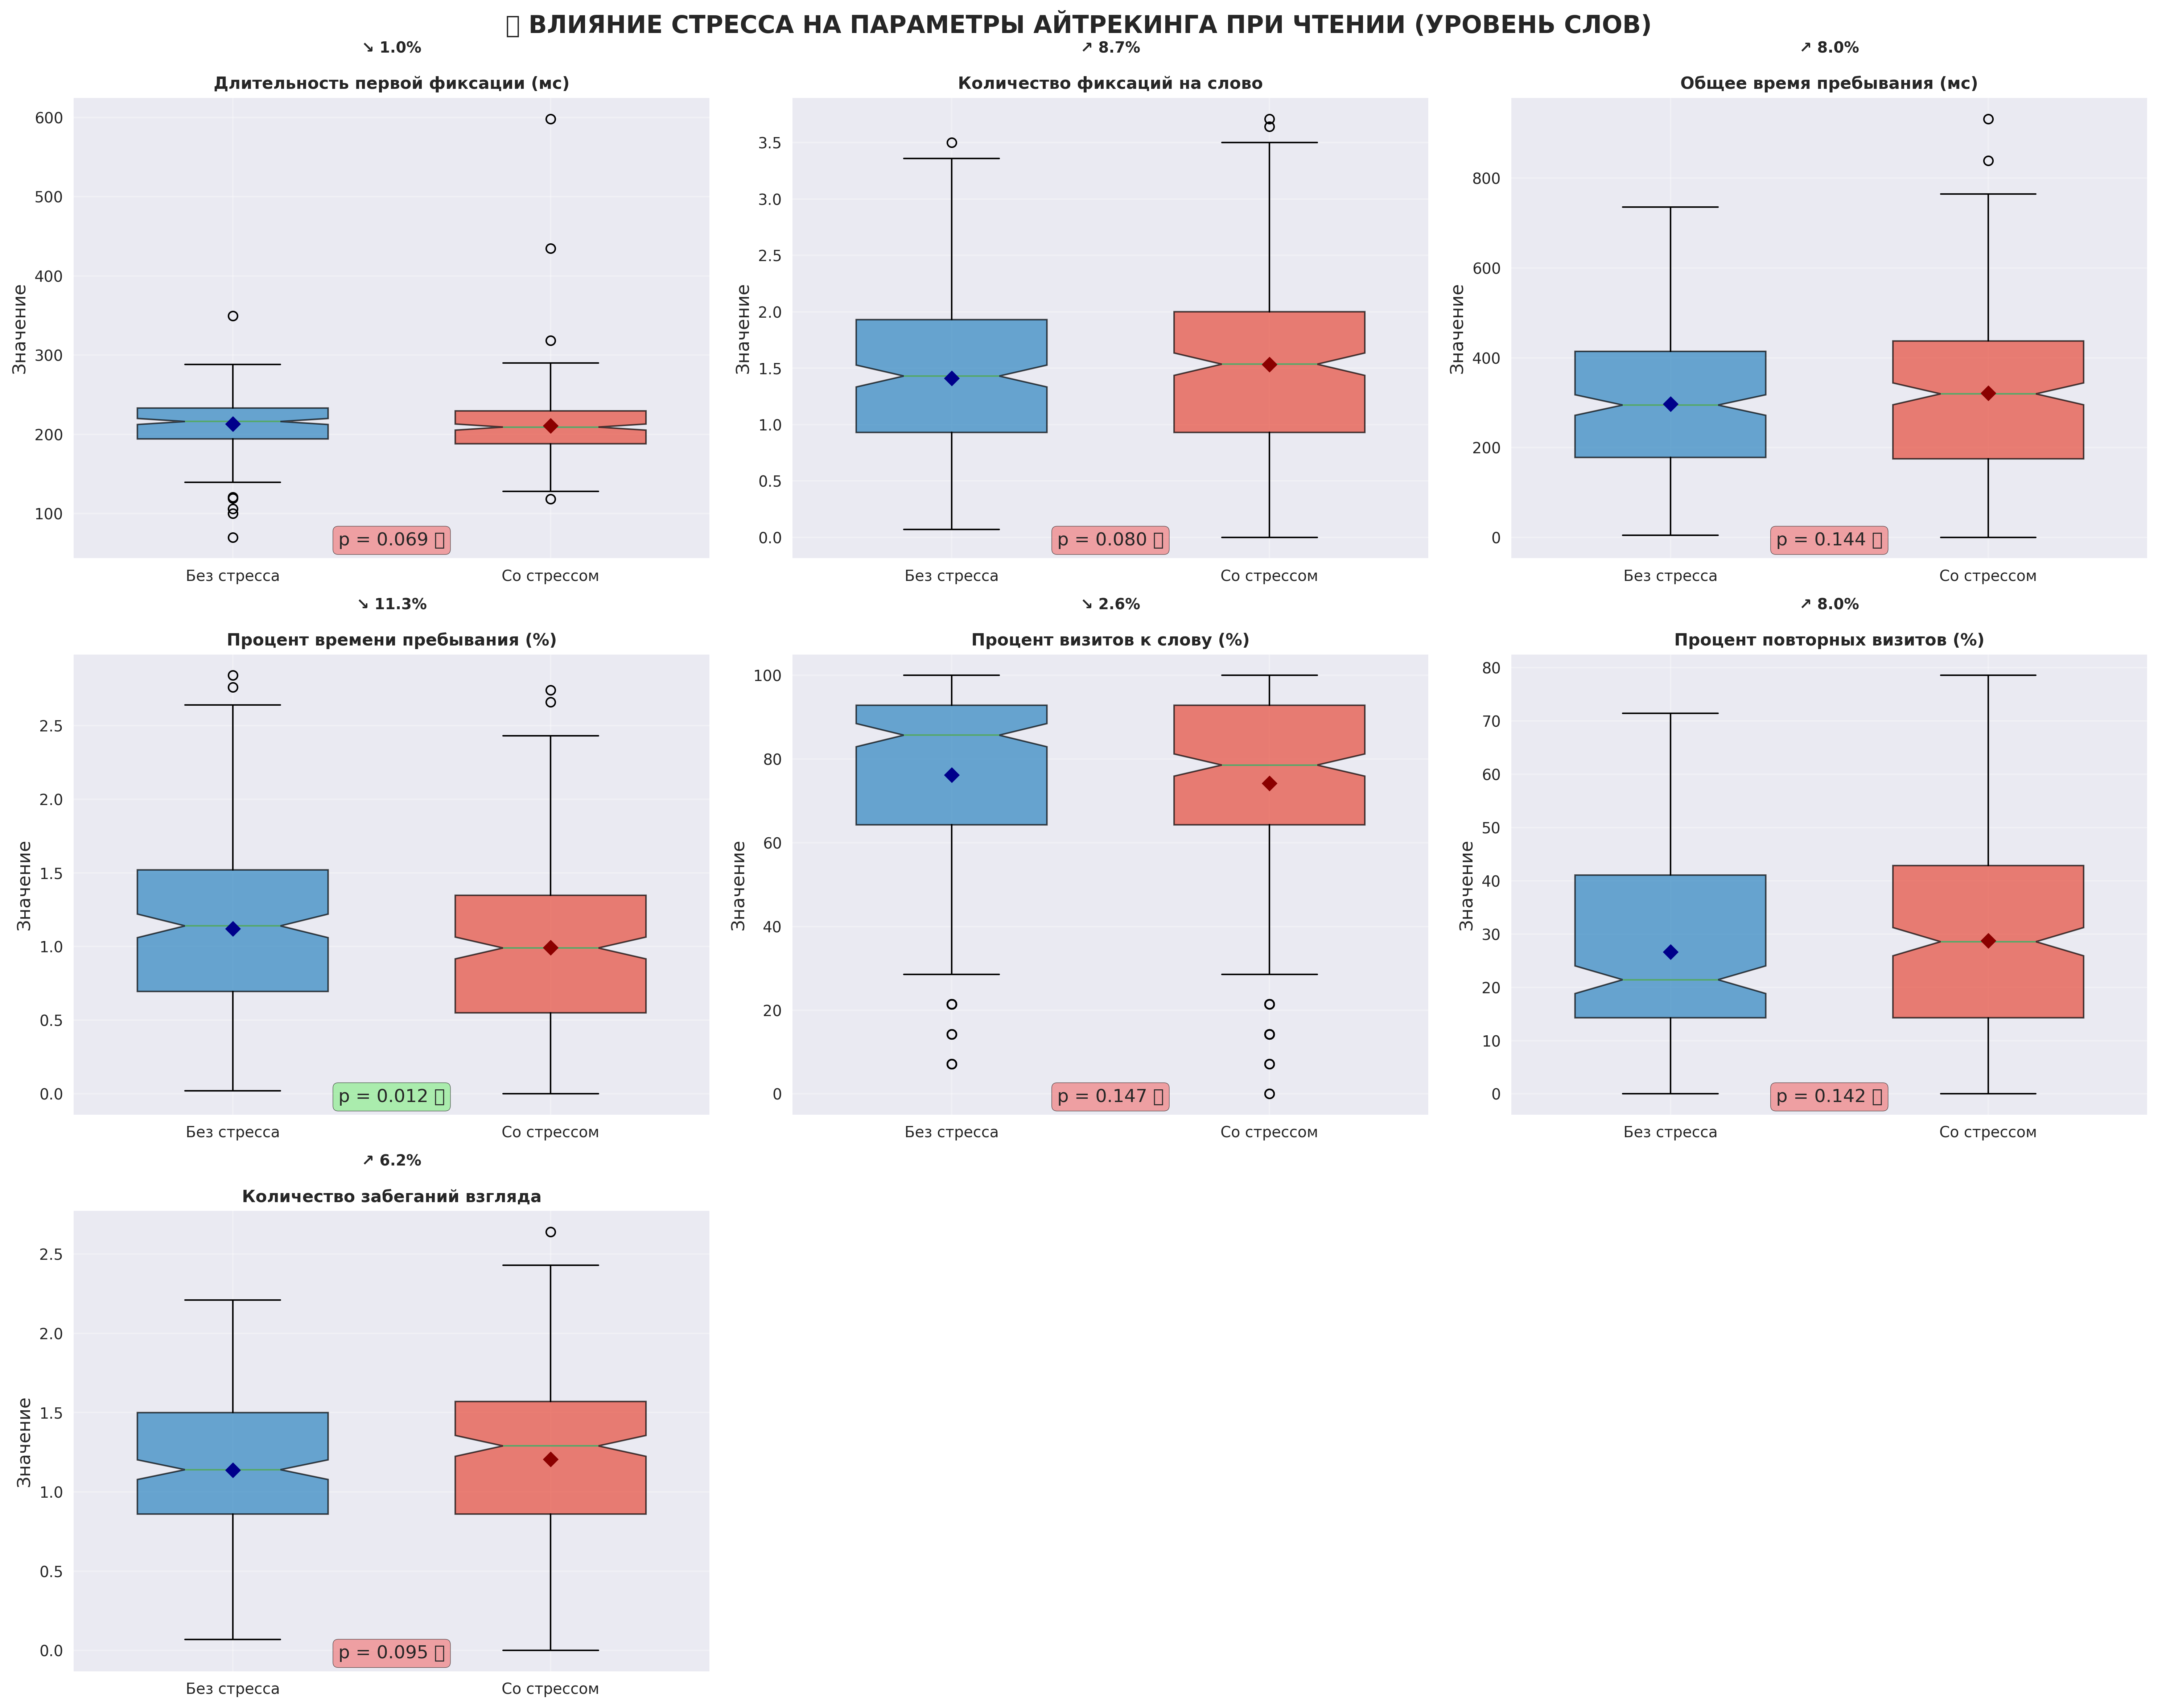 ▯ ВЛИЯНИЕ СТРЕССА НА ПАРАМЕТРЫ АЙТРЕКИНГА ПРИ ЧТЕНИИ (УРОВЕНЬ СЛОВ)
↘ 1.0%
Длительность первой фиксации (мс)
Значение
600
500
400
300
200
100
p = 0.069 ▯
Без стресса
Со стрессом
↗ 8.7%
Количество фиксаций на слово
Значение
3.5
3.0
2.5
2.0
1.5
1.0
0.5
0.0
p = 0.080 ▯
Без стресса
Со стрессом
↗ 8.0%
Общее время пребывания (мс)
Значение
800
600
400
200
0
p = 0.144 ▯
Без стресса
Со стрессом
↘ 11.3%
Процент времени пребывания (%)
Значение
2.5
2.0
1.5
1.0
0.5
0.0
p = 0.012 ▯
Без стресса
Со стрессом
↘ 2.6%
Процент визитов к слову (%)
Значение
100
80
60
40
20
0
p = 0.147 ▯
Без стресса
Со стрессом
↗ 8.0%
Процент повторных визитов (%)
Значение
80
70
60
50
40
30
20
10
0
p = 0.142 ▯
Без стресса
Со стрессом
↗ 6.2%
Количество забеганий взгляда
Значение
2.5
2.0
1.5
1.0
0.5
0.0
p = 0.095 ▯
Без стресса
Со стрессом